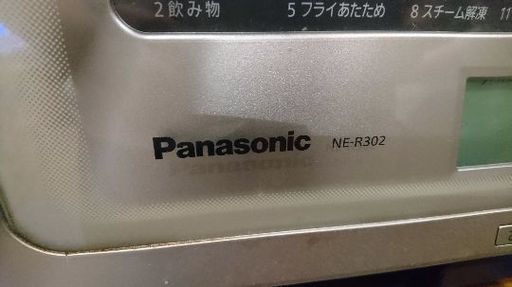 2 飲み物 5 フライあたため 8 スチーム解凍 11
Panasonic NE-R302